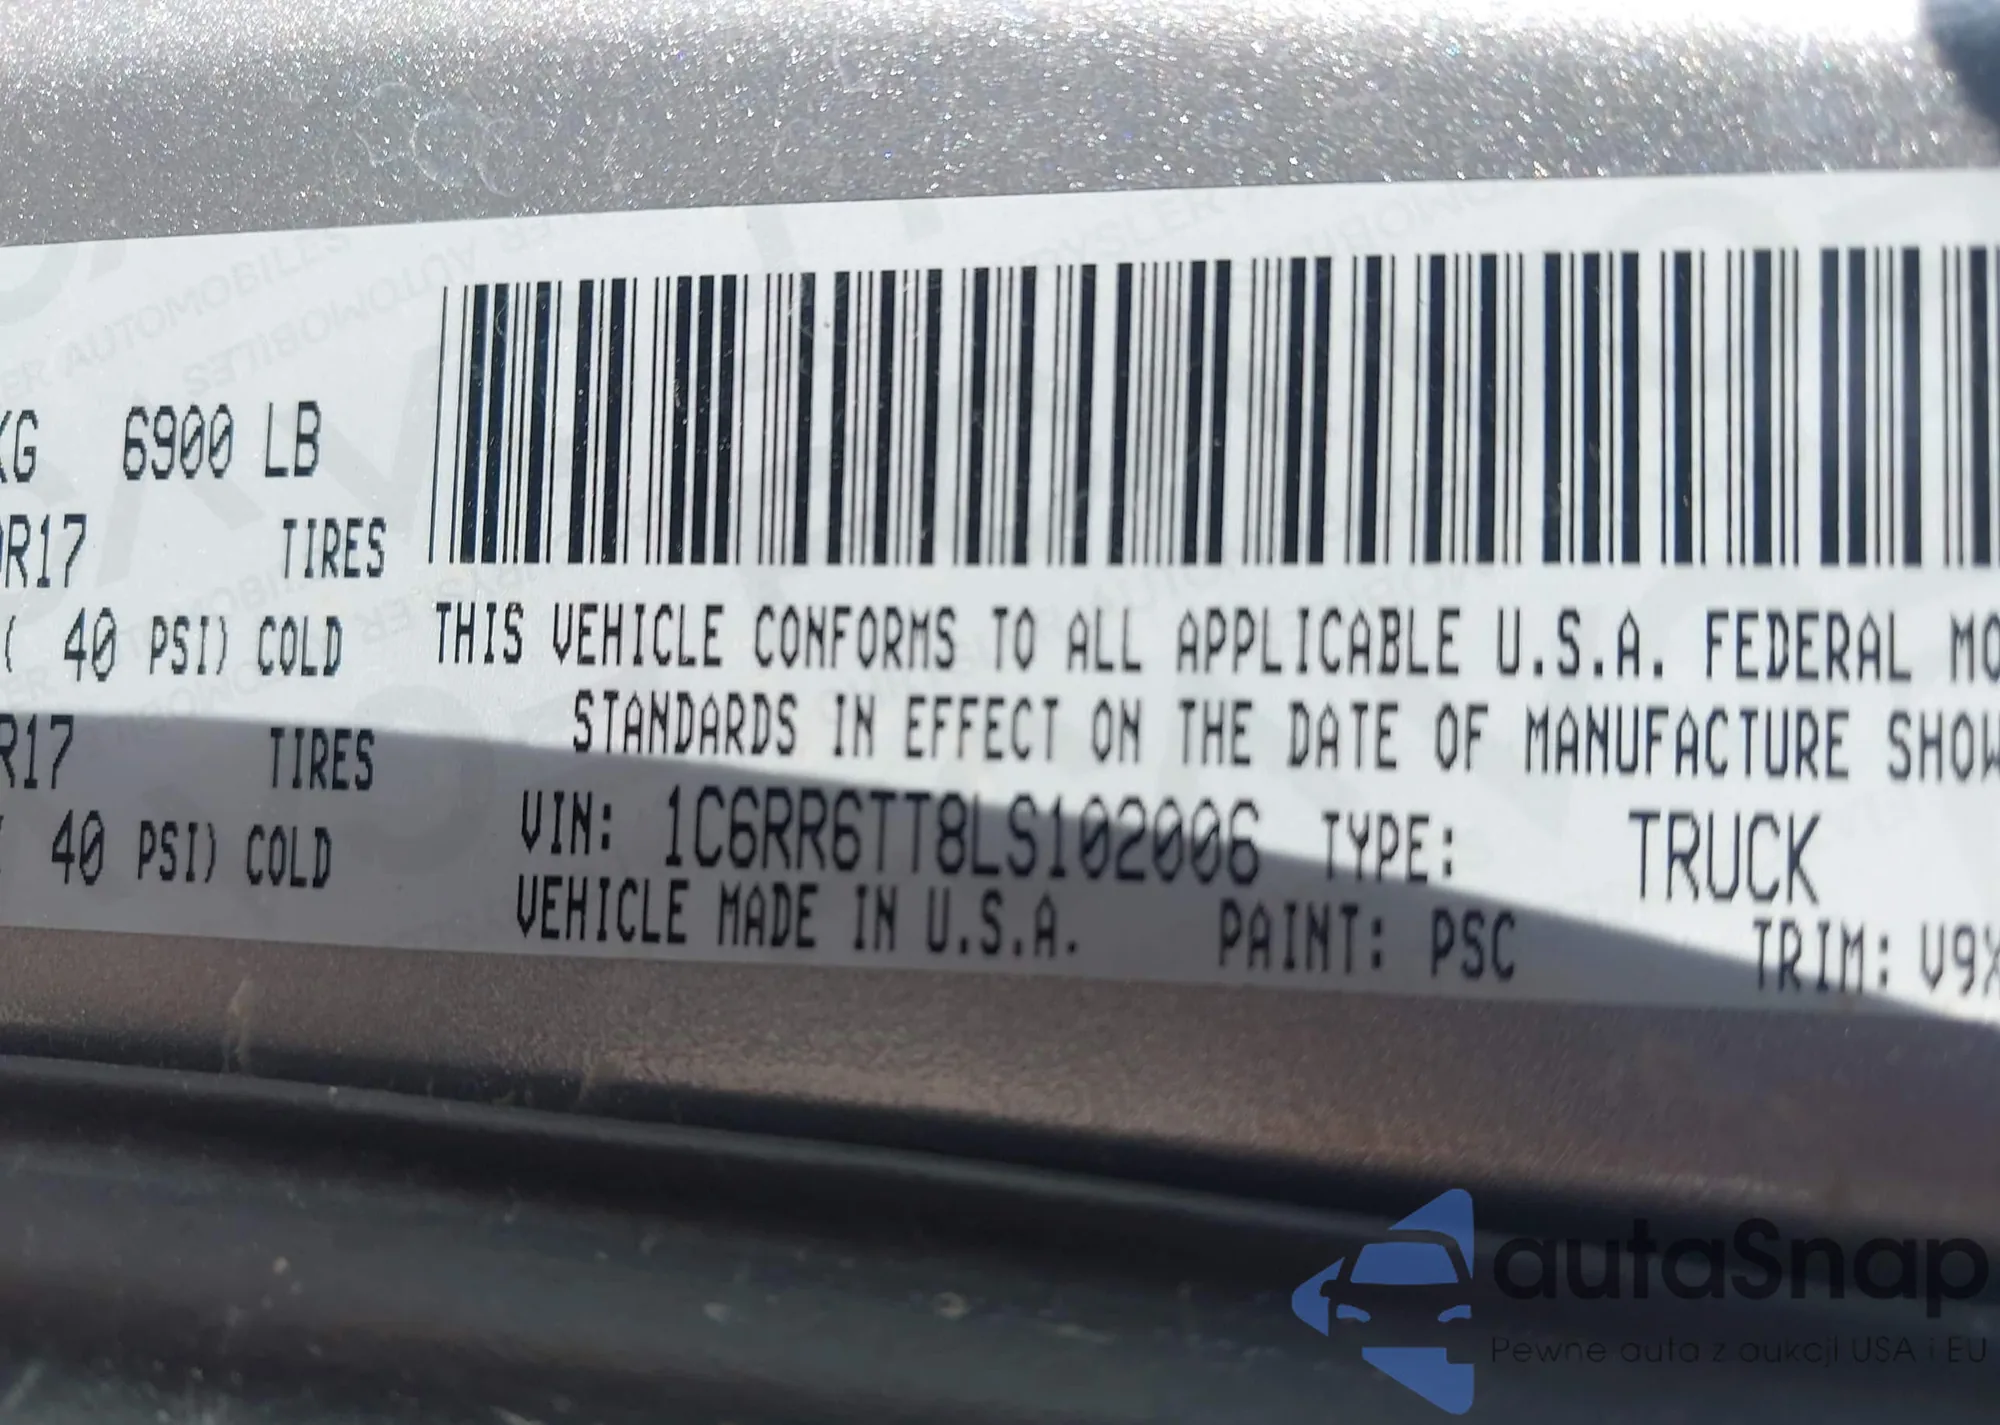 KG 6900 LB
R17 TIRES
( 40 PSI) COLD
R17 TIRES
40 PSI) COLD
THIS VEHICLE CONFORMS TO ALL APPLICABLE U.S.A. FEDERAL MO
STANDARDS IN EFFECT ON THE DATE OF MANUFACTURE SHOW
VIN: 1C6RR6TT8LS102006 TYPE: TRUCK
VEHICLE MADE IN U.S.A. PAINT: PSC TRIM: V9X
autaSnap
Pewne auta z aukcji USA i EU